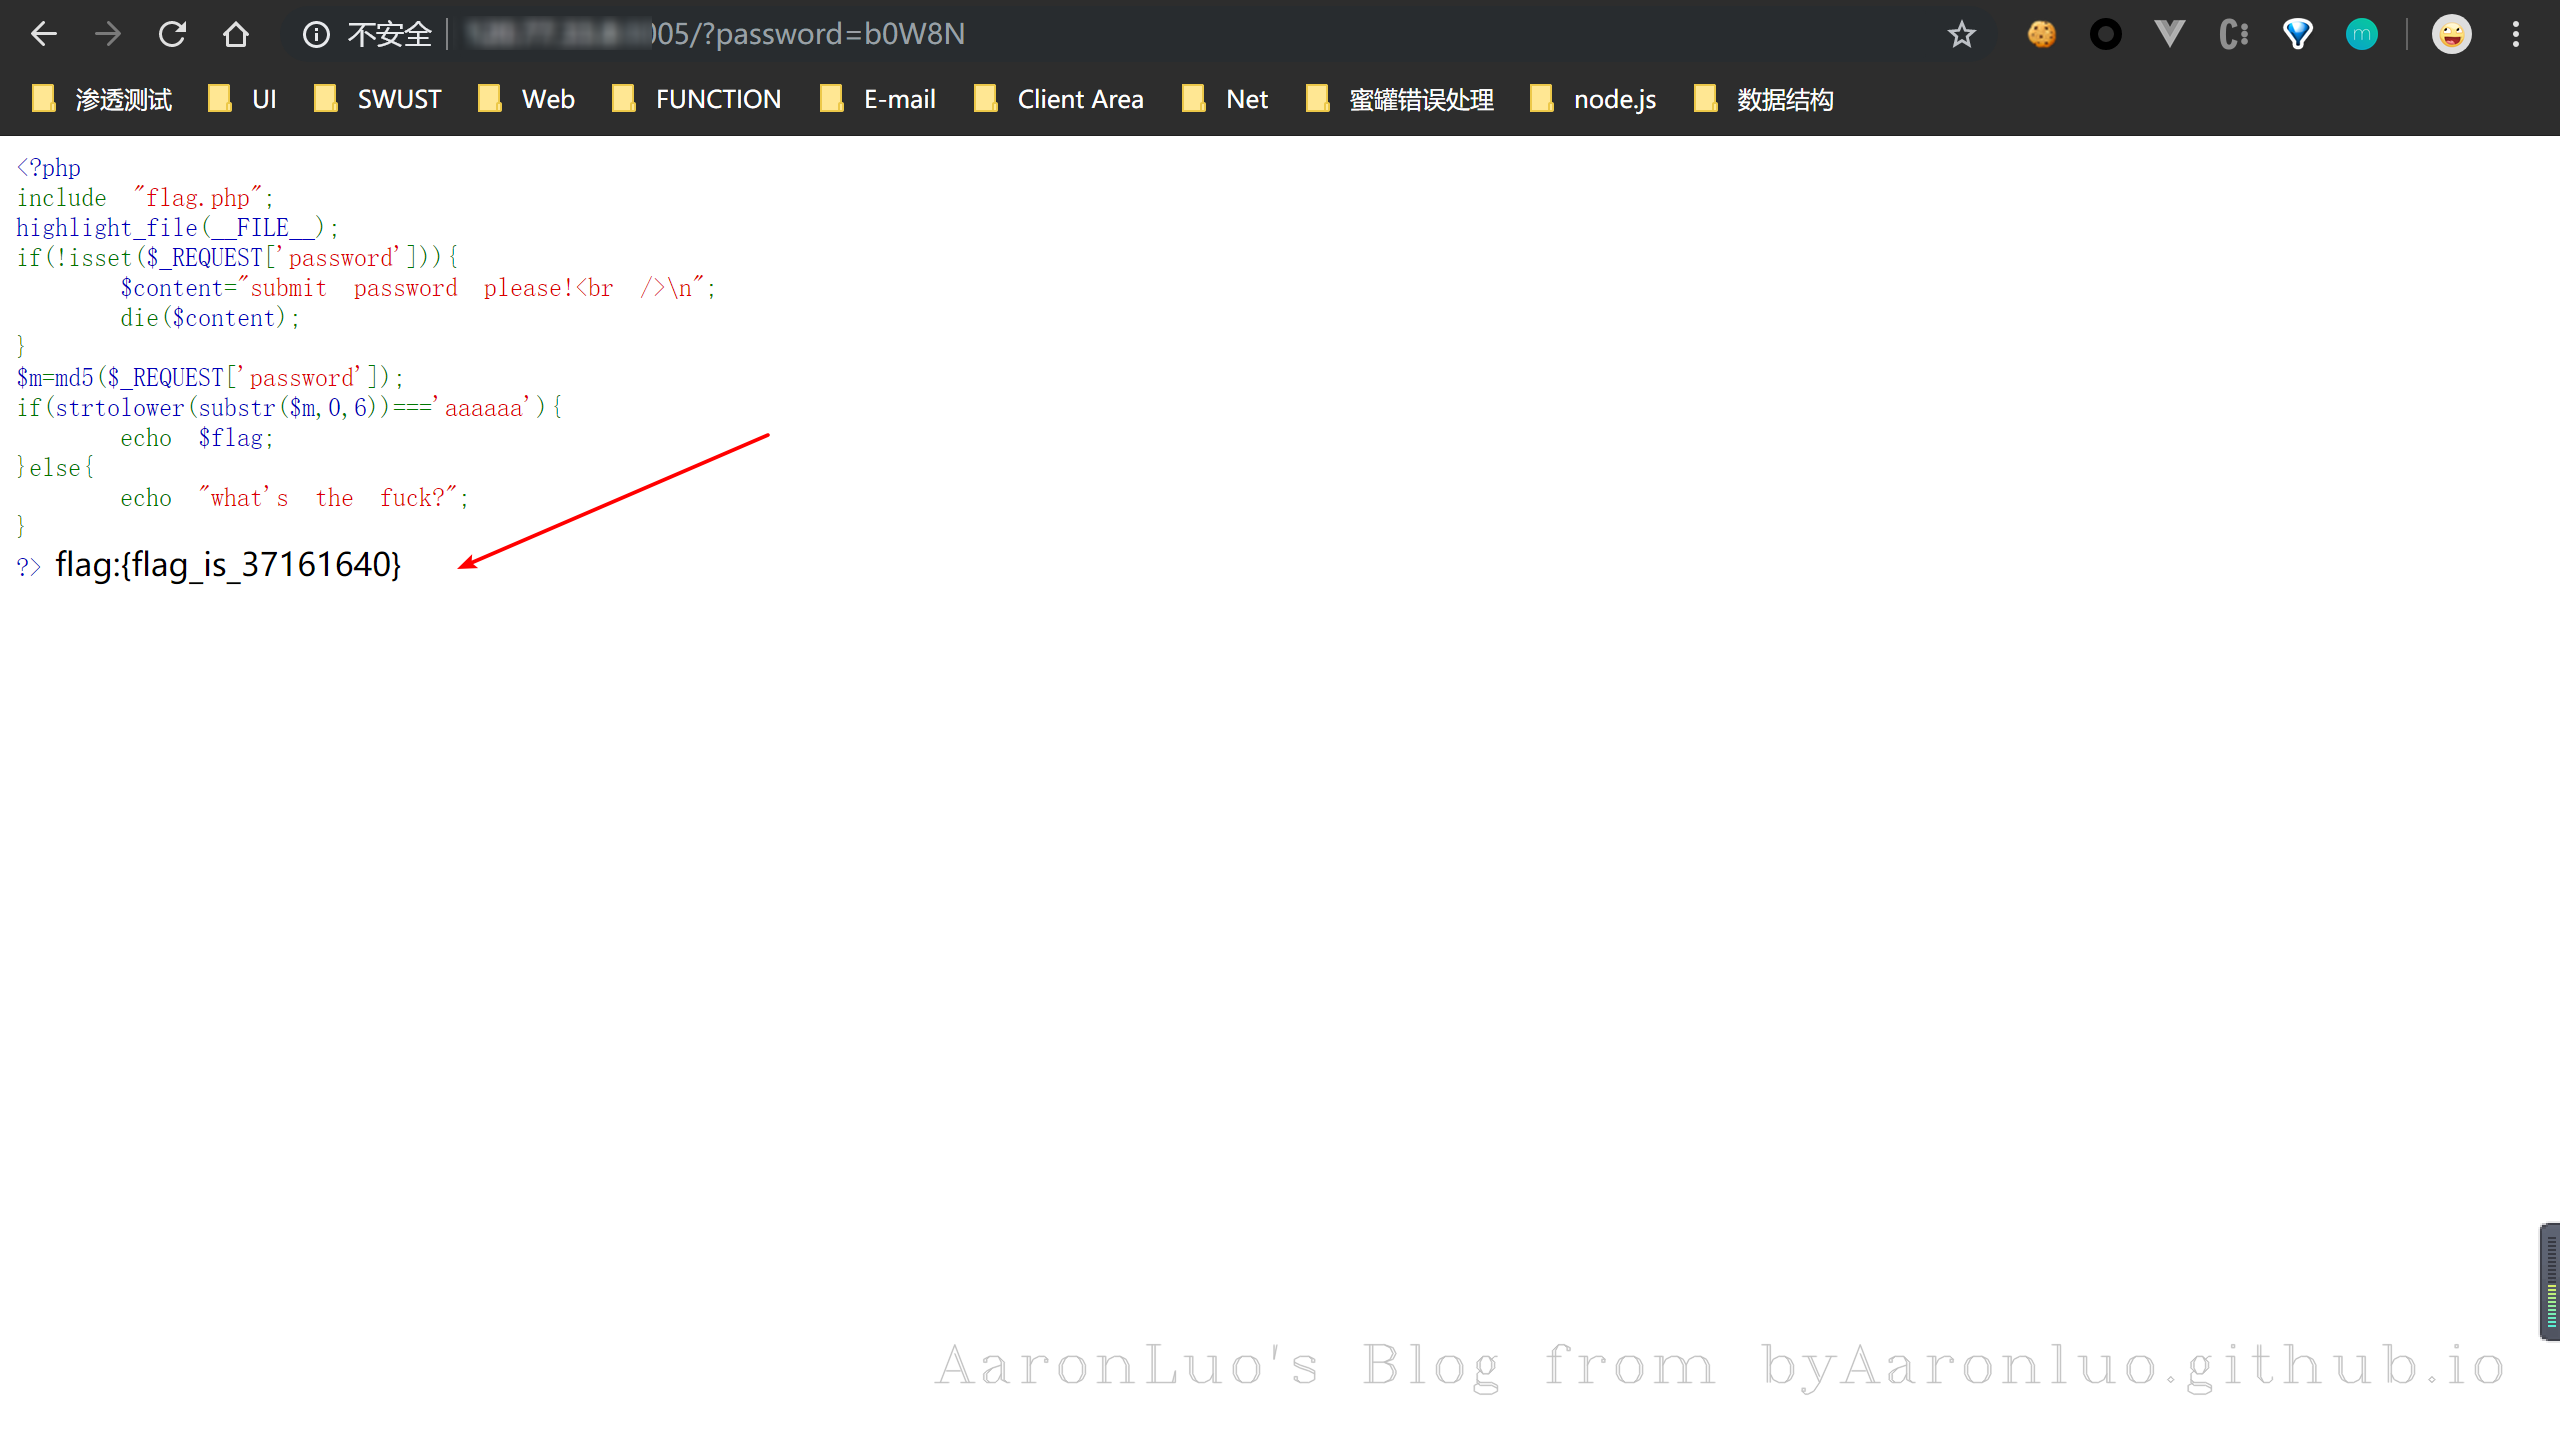 不安全 005/?password=b0W8N
渗透测试 UI SWUST Web FUNCTION E-mail Client Area Net 蜜罐错误处理 node.js 数据结构
<?php
include "flag.php";
highlight_file(__FILE__);
if(!isset($_REQUEST['password'])){
        $content="submit password please!<br />\n";
        die($content);
}
$m=md5($_REQUEST['password']);
if(strtolower(substr($m,0,6))==='aaaaaa'){
        echo $flag;
}else{
        echo "what's the fuck?";
}
?> flag:{flag_is_37161640}
AaronLuo's Blog from byAaronluo.github.io